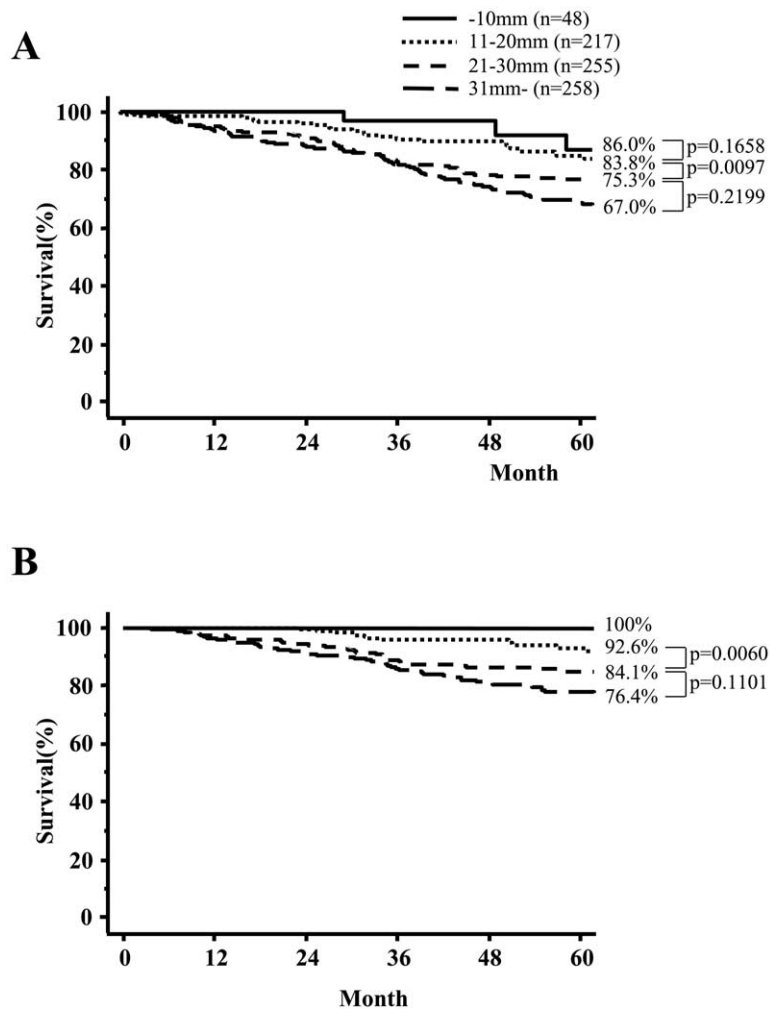 -10mm (n=48)
11-20mm (n=217)
21-30mm (n=255)
31mm- (n=258)
A
100
80
60
40
20
0
Survival(%)
86.0%
83.8%
75.3%
67.0%
p=0.1658
p=0.0097
p=0.2199
0 12 24 36 48 60
Month
B
100
80
60
40
20
0
Survival(%)
100%
92.6%
84.1%
76.4%
p=0.0060
p=0.1101
0 12 24 36 48 60
Month